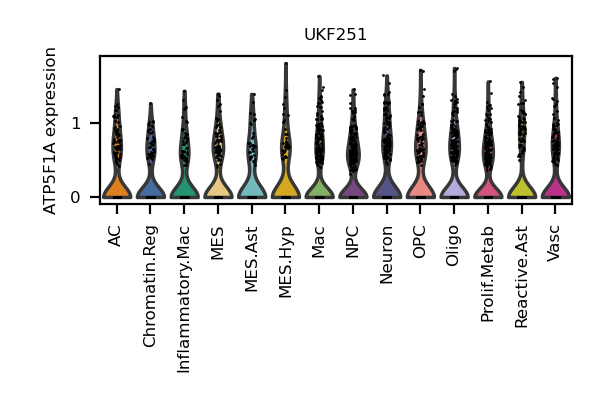 UKF251
ATP5F1A expression
1
0
AC
Chromatin.Reg
Inflammatory.Mac
MES
MES.Ast
MES.Hyp
Mac
NPC
Neuron
OPC
Oligo
Prolif.Metab
Reactive.Ast
Vasc